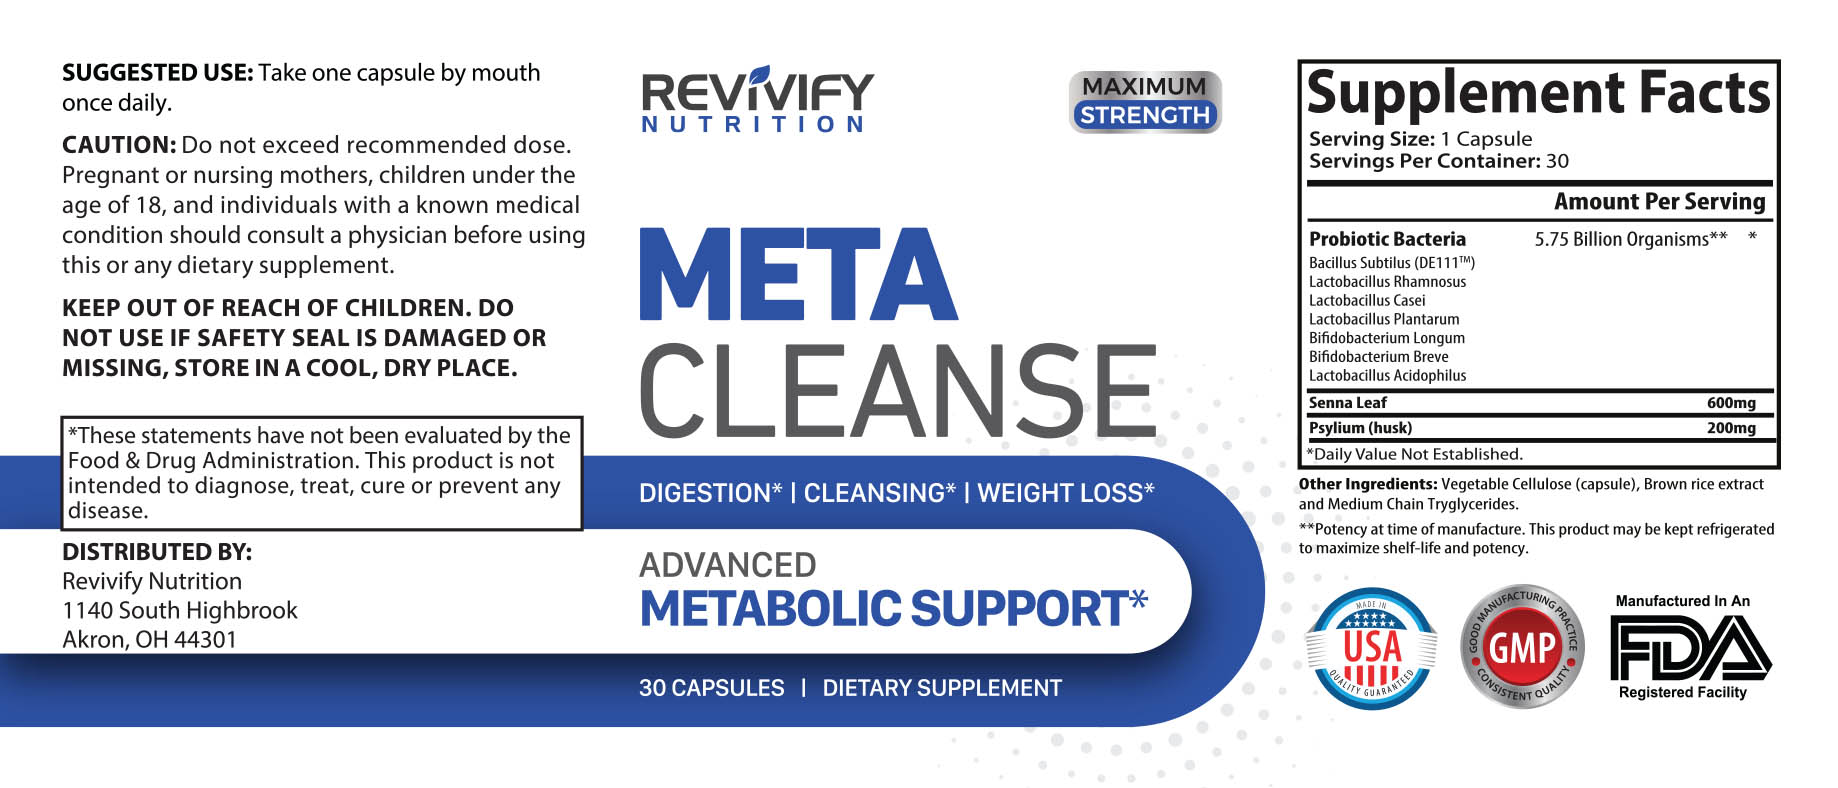 SUGGESTED USE: Take one capsule by mouth
once daily.
CAUTION: Do not exceed recommended dose.
Pregnant or nursing mothers, children under the
age of 18, and individuals with a known medical
condition should consult a physician before using
this or any dietary supplement.
KEEP OUT OF REACH OF CHILDREN. DO
NOT USE IF SAFETY SEAL IS DAMAGED OR
MISSING, STORE IN A COOL, DRY PLACE.
*These statements have not been evaluated by the
Food & Drug Administration. This product is not
intended to diagnose, treat, cure or prevent any
disease.
DISTRIBUTED BY:
Revivify Nutrition
1140 South Highbrook
Akron, OH 44301
REVIVIFY
NUTRITION
MAXIMUM
STRENGTH
META
CLEANSE
DIGESTION* | CLEANSING* | WEIGHT LOSS*
ADVANCED
METABOLIC SUPPORT*
30 CAPSULES | DIETARY SUPPLEMENT
Supplement Facts
Serving Size: 1 Capsule
Servings Per Container: 30
Amount Per Serving
Probiotic Bacteria 5.75 Billion Organisms** *
Bacillus Subtilus (DE111™)
Lactobacillus Rhamnosus
Lactobacillus Casei
Lactobacillus Plantarum
Bifidobacterium Longum
Bifidobacterium Breve
Lactobacillus Acidophilus
Senna Leaf 600mg
Psylium (husk) 200mg
*Daily Value Not Established.
Other Ingredients: Vegetable Cellulose (capsule), Brown rice extract
and Medium Chain Tryglycerides.
**Potency at time of manufacture. This product may be kept refrigerated
to maximize shelf-life and potency.
MADE IN
USA
QUALITY GUARANTEED
GOOD MANUFACTURING PRACTICE
GMP
CONSISTENT QUALITY
Manufactured In An
FDA
Registered Facility